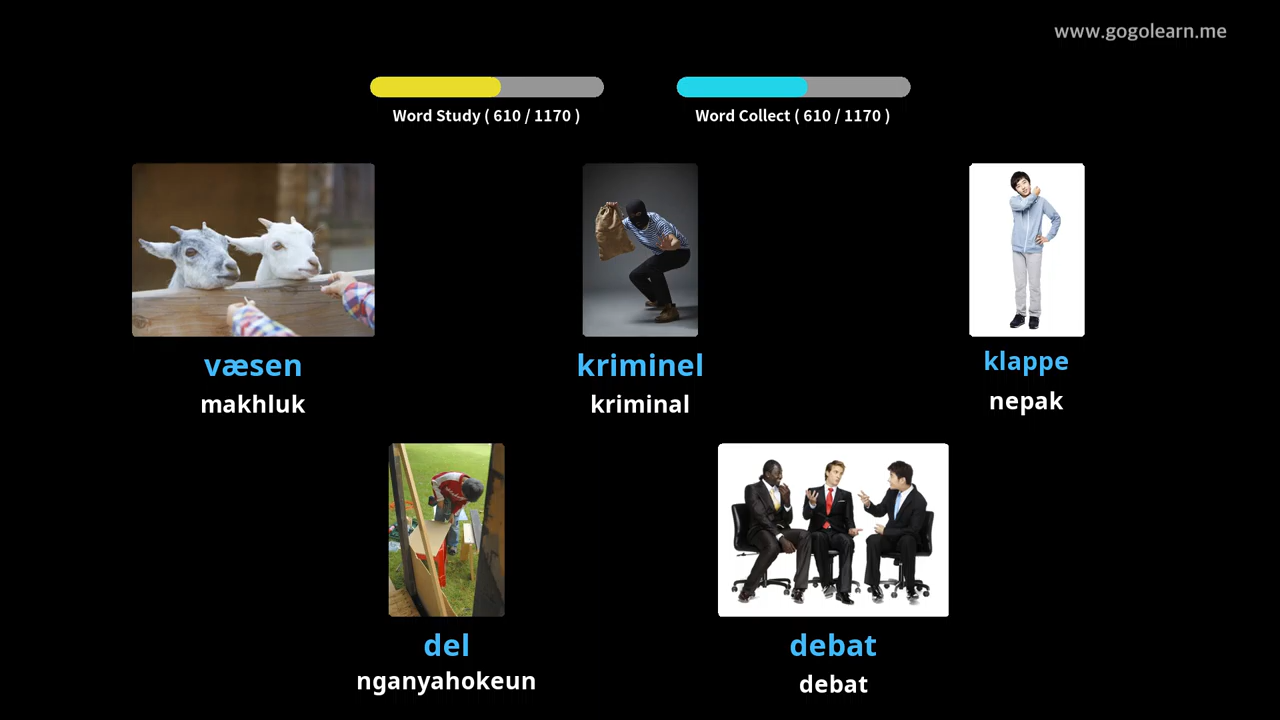 www.gogolearn.me
Word Study ( 610 / 1170 )
Word Collect ( 610 / 1170 )
væsen
makhluk
kriminel
kriminal
klappe
nepak
del
nganyahokeun
debat
debat